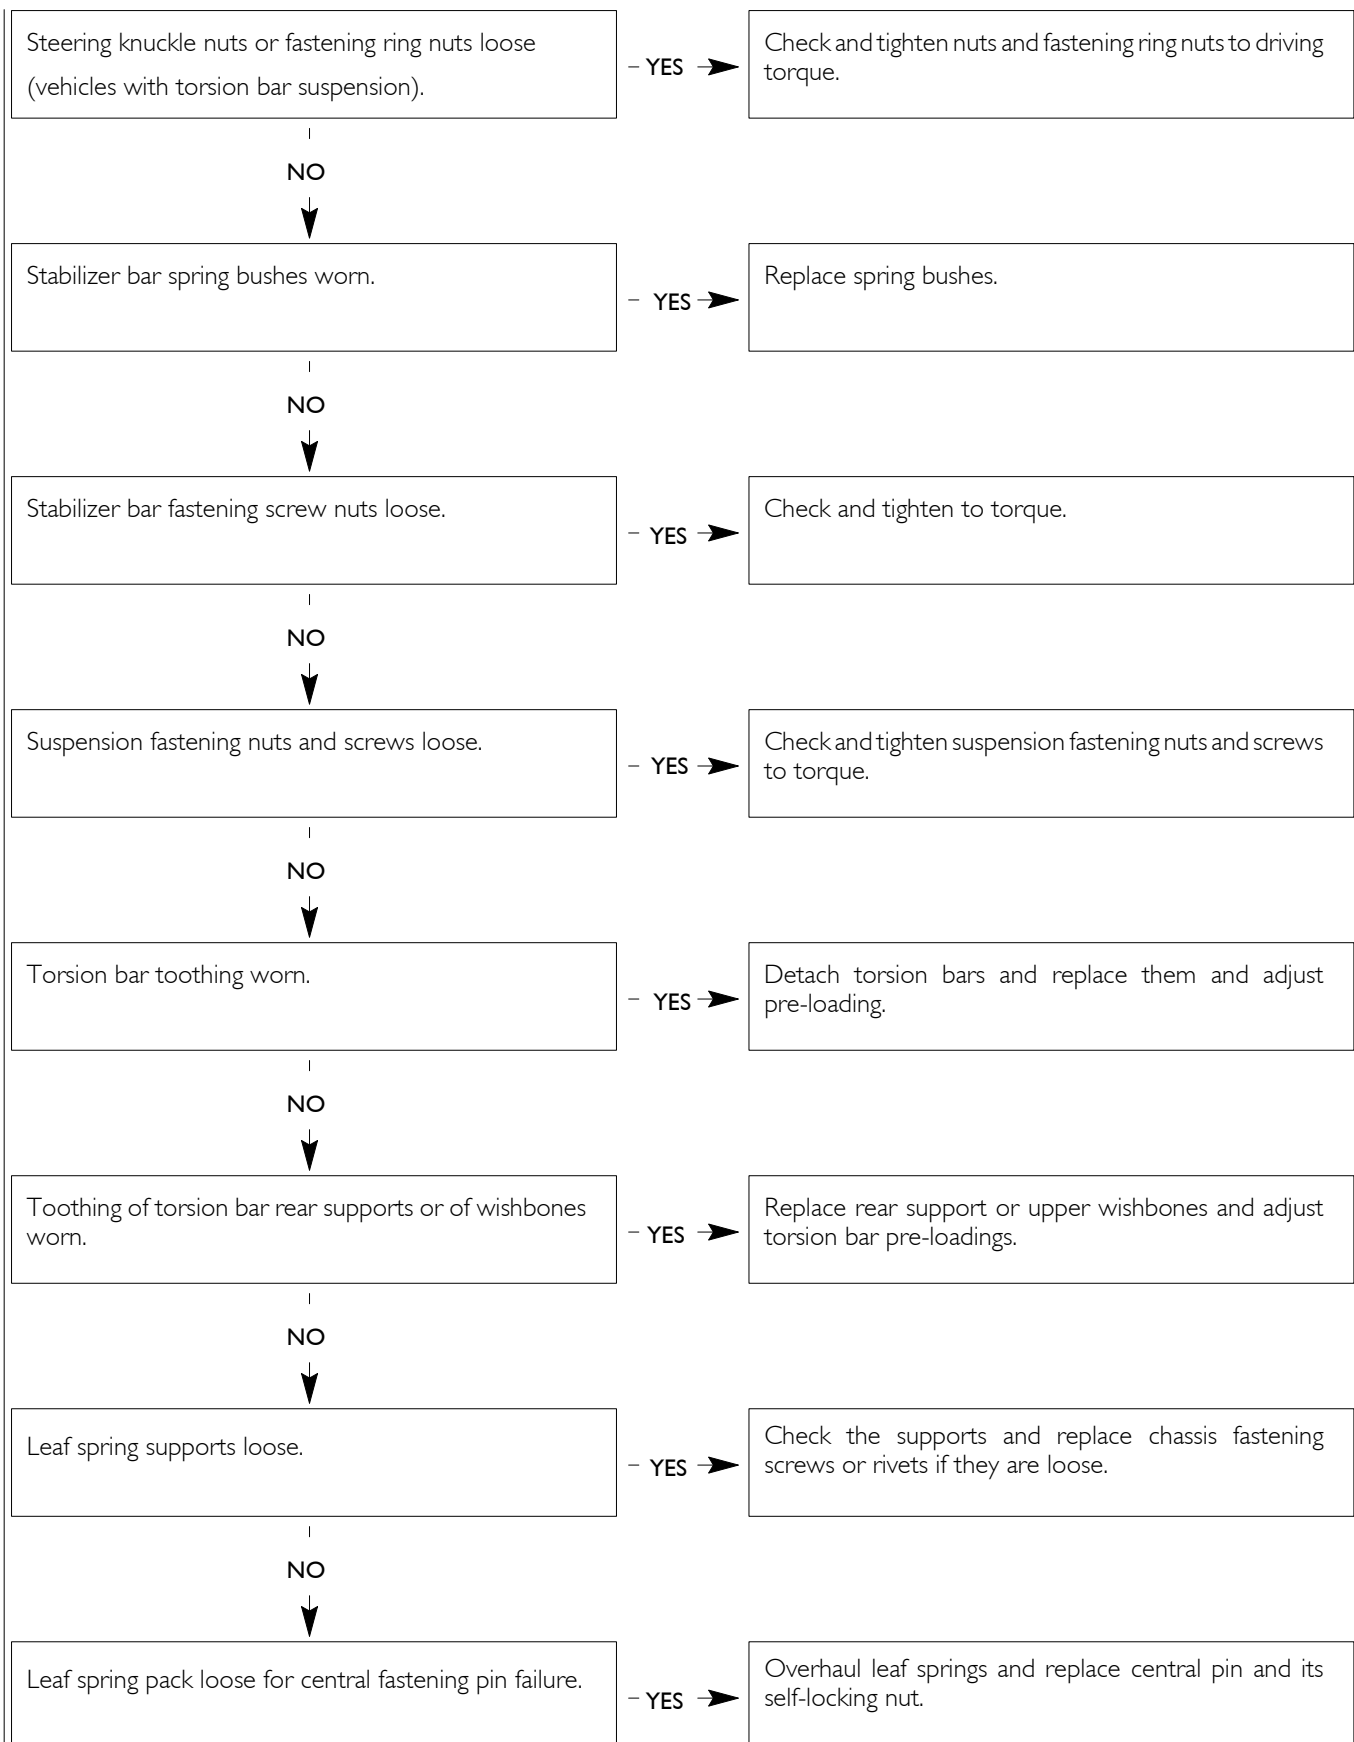 Steering knuckle nuts or fastening ring nuts loose
(vehicles with torsion bar suspension).
YES
Check and tighten nuts and fastening ring nuts to driving
torque.
NO
Stabilizer bar spring bushes worn.
YES
Replace spring bushes.
NO
Stabilizer bar fastening screw nuts loose.
YES
Check and tighten to torque.
NO
Suspension fastening nuts and screws loose.
YES
Check and tighten suspension fastening nuts and screws
to torque.
NO
Torsion bar toothing worn.
YES
Detach torsion bars and replace them and adjust
pre-loading.
NO
Toothing of torsion bar rear supports or of wishbones
worn.
YES
Replace rear support or upper wishbones and adjust
torsion bar pre-loadings.
NO
Leaf spring supports loose.
YES
Check the supports and replace chassis fastening
screws or rivets if they are loose.
NO
Leaf spring pack loose for central fastening pin failure.
YES
Overhaul leaf springs and replace central pin and its
self-locking nut.